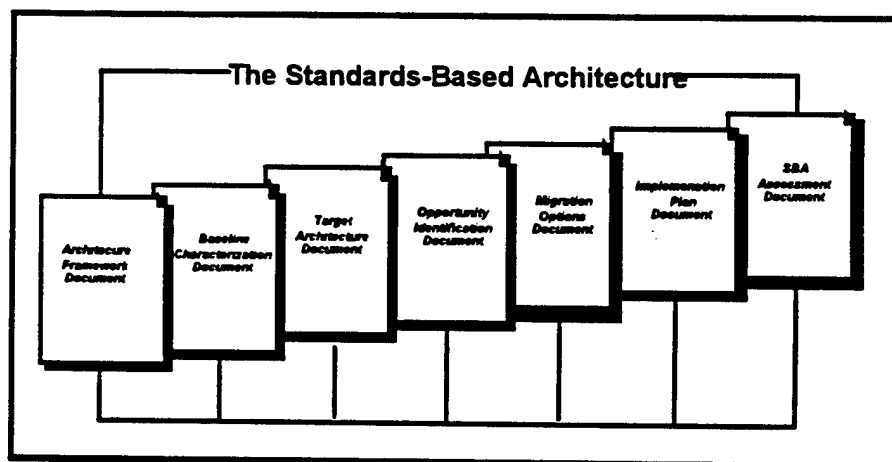 The Standards-Based Architecture
Architecure
Framework
Document
Baseline
Characterization
Document
Target
Architecture
Document
Opportunity
Identification
Document
Migration
Options
Document
Implemenation
Plan
Document
SBA
Assessment
Document